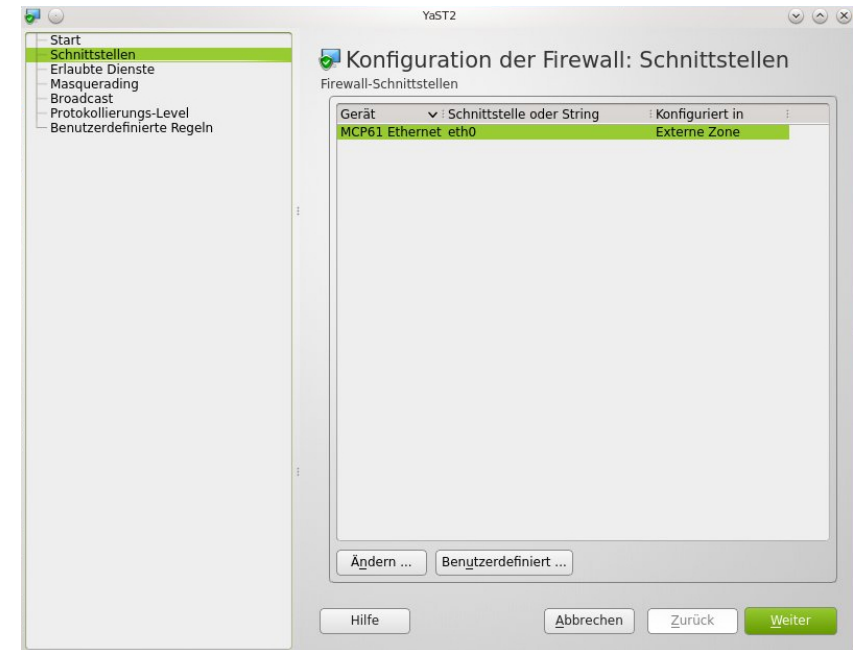 YaST2
Start
Schnittstellen
Erlaubte Dienste
Masquerading
Broadcast
Protokollierungs-Level
Benutzerdefinierte Regeln
Konfiguration der Firewall: Schnittstellen
Firewall-Schnittstellen
Gerät Schnittstelle oder String Konfiguriert in
MCP61 Ethernet eth0 Externe Zone
Ändern ... Benutzerdefiniert ...
Hilfe Abbrechen Zurück Weiter